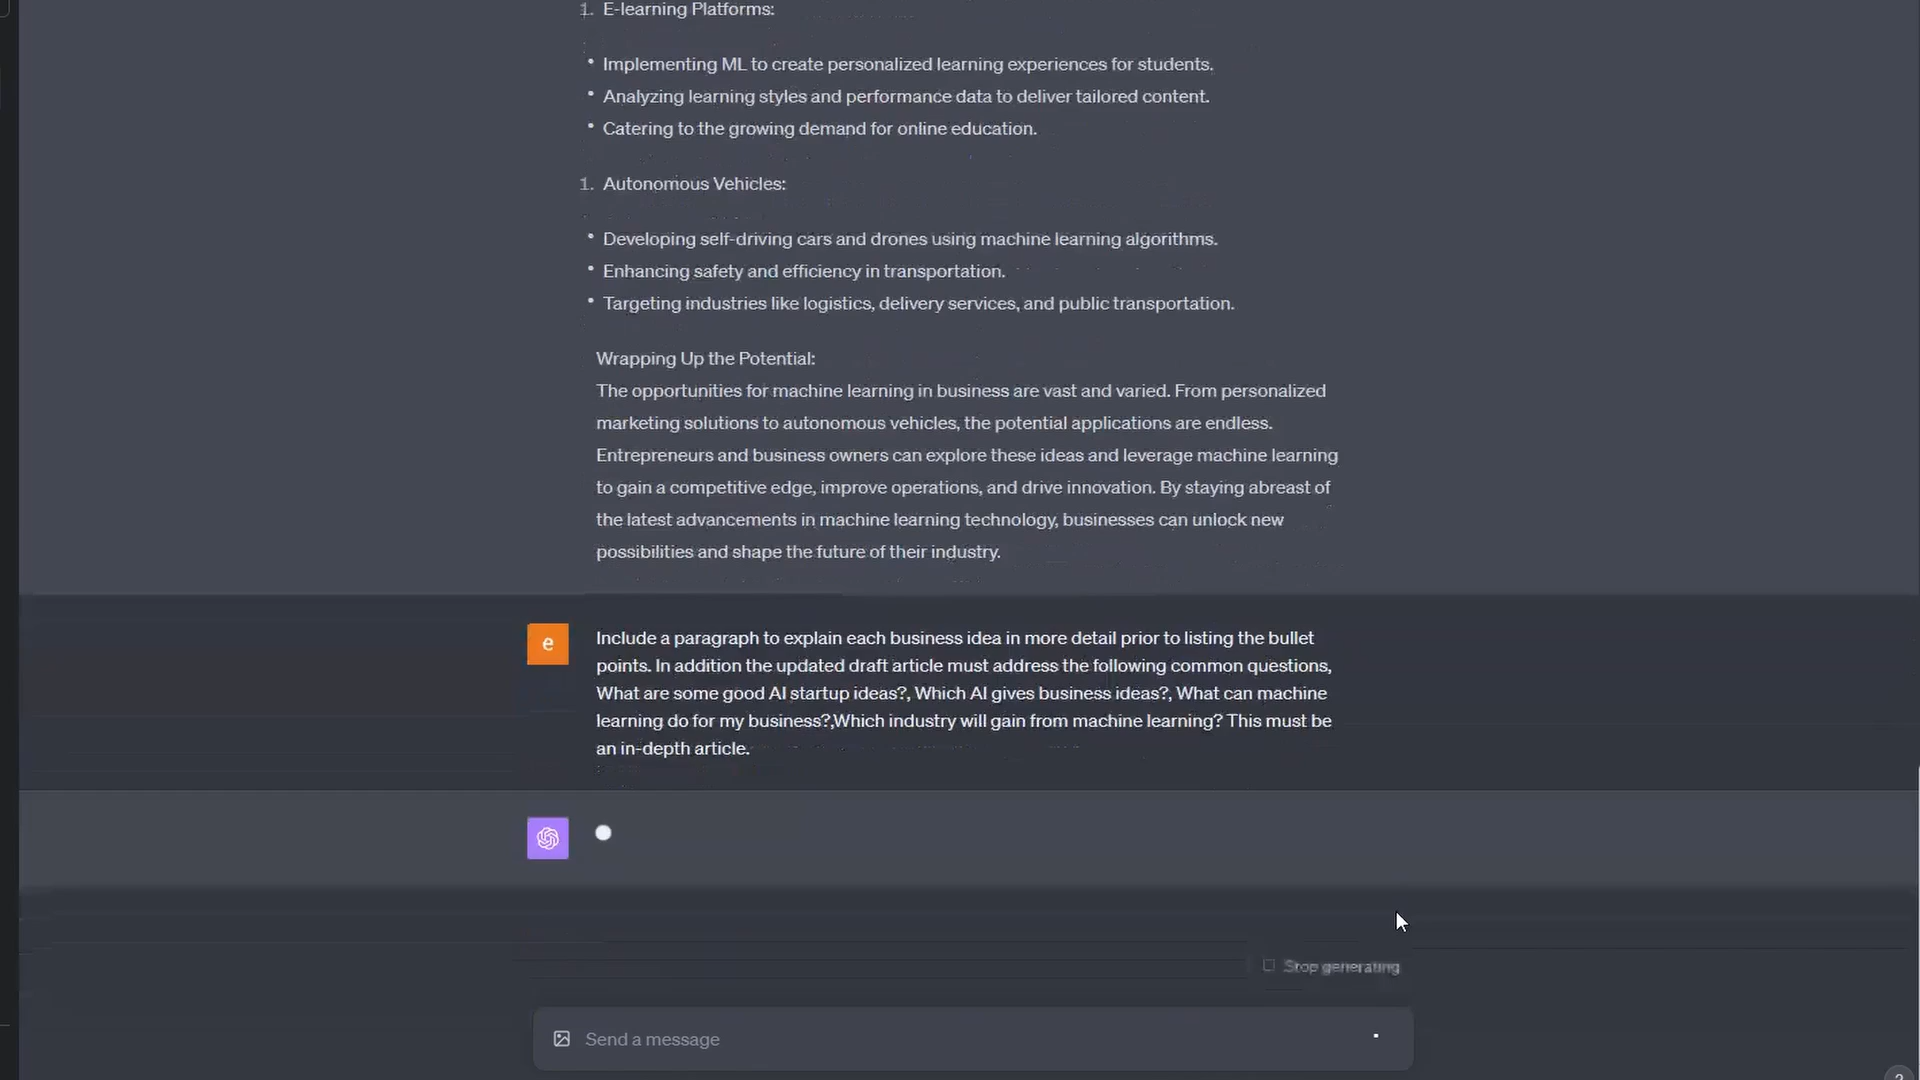 1. E-learning Platforms:
• Implementing ML to create personalized learning experiences for students.
• Analyzing learning styles and performance data to deliver tailored content.
• Catering to the growing demand for online education.
1. Autonomous Vehicles:
• Developing self-driving cars and drones using machine learning algorithms.
• Enhancing safety and efficiency in transportation.
• Targeting industries like logistics, delivery services, and public transportation.
Wrapping Up the Potential:
The opportunities for machine learning in business are vast and varied. From personalized
marketing solutions to autonomous vehicles, the potential applications are endless.
Entrepreneurs and business owners can explore these ideas and leverage machine learning
to gain a competitive edge, improve operations, and drive innovation. By staying abreast of
the latest advancements in machine learning technology, businesses can unlock new
possibilities and shape the future of their industry.
e
Include a paragraph to explain each business idea in more detail prior to listing the bullet
points. In addition the updated draft article must address the following common questions,
What are some good AI startup ideas?, Which AI gives business ideas?, What can machine
learning do for my business?,Which industry will gain from machine learning? This must be
an in-depth article.
Stop generating
Send a message
?